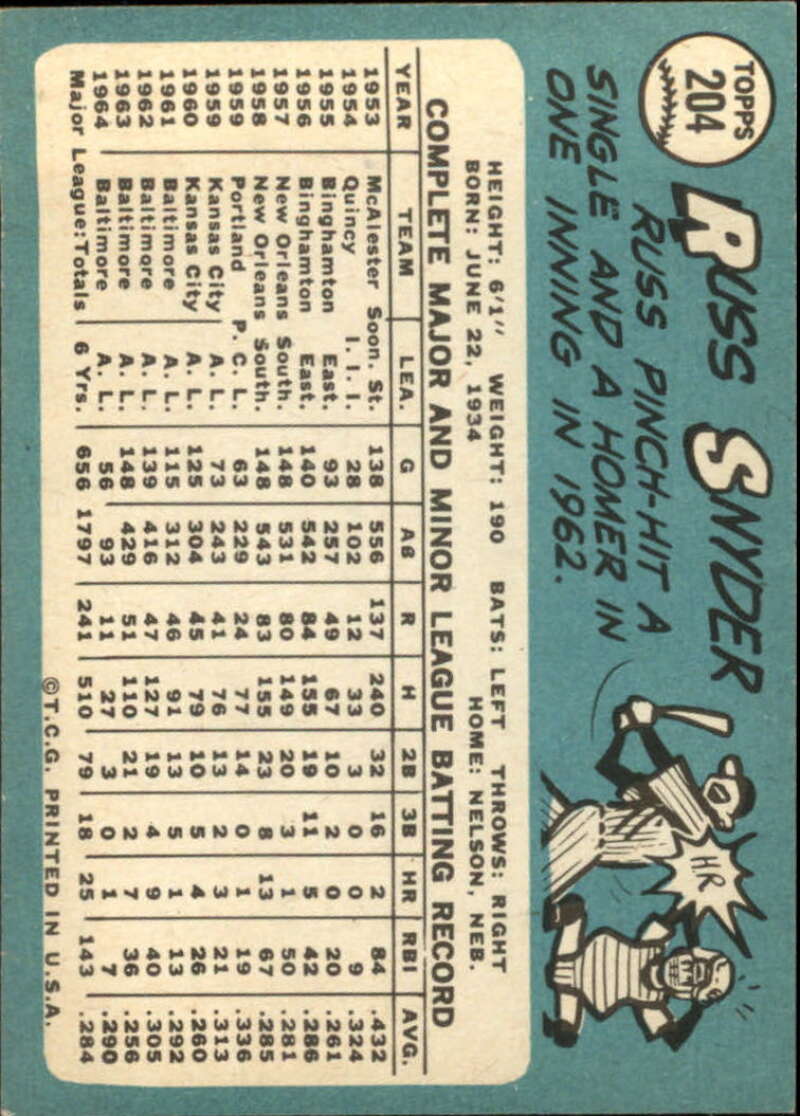 TOPPS
204
RUSS SNYDER
RUSS PINCH-HIT A
SINGLE AND A HOMER IN
ONE INNING IN 1962.
HR
HEIGHT: 6'1" WEIGHT: 190 BATS: LEFT THROWS: RIGHT
BORN: JUNE 22, 1934 HOME: NELSON, NEB.
COMPLETE MAJOR AND MINOR LEAGUE BATTING RECORD
YEAR TEAM LEA. G AB R H 2B 3B HR RBI AVG.
1953 McAlester Soon. St. 138 556 137 240 32 16 2 84 .432
1954 Quincy I. I. I. 28 102 12 33 3 0 0 9 .324
1955 Binghamton East. 93 257 49 67 10 2 0 20 .261
1956 Binghamton East. 140 542 84 155 19 11 5 42 .286
1957 New Orleans South. 148 531 80 149 20 3 1 50 .281
1958 New Orleans South. 148 543 83 155 23 8 13 67 .285
1959 Portland P. C. L. 63 229 24 77 14 0 1 19 .336
1959 Kansas City A. L. 73 243 41 76 13 2 3 21 .313
1960 Kansas City A. L. 125 304 45 79 10 5 4 26 .260
1961 Baltimore A. L. 115 312 46 91 13 5 1 13 .292
1962 Baltimore A. L. 139 416 47 127 19 4 9 40 .305
1963 Baltimore A. L. 148 429 51 110 21 2 7 36 .256
1964 Baltimore A. L. 56 93 11 27 3 0 1 7 .290
Major League: Totals 6 Yrs. 656 1797 241 510 79 18 25 143 .284
©T.C.G. PRINTED IN U.S.A.